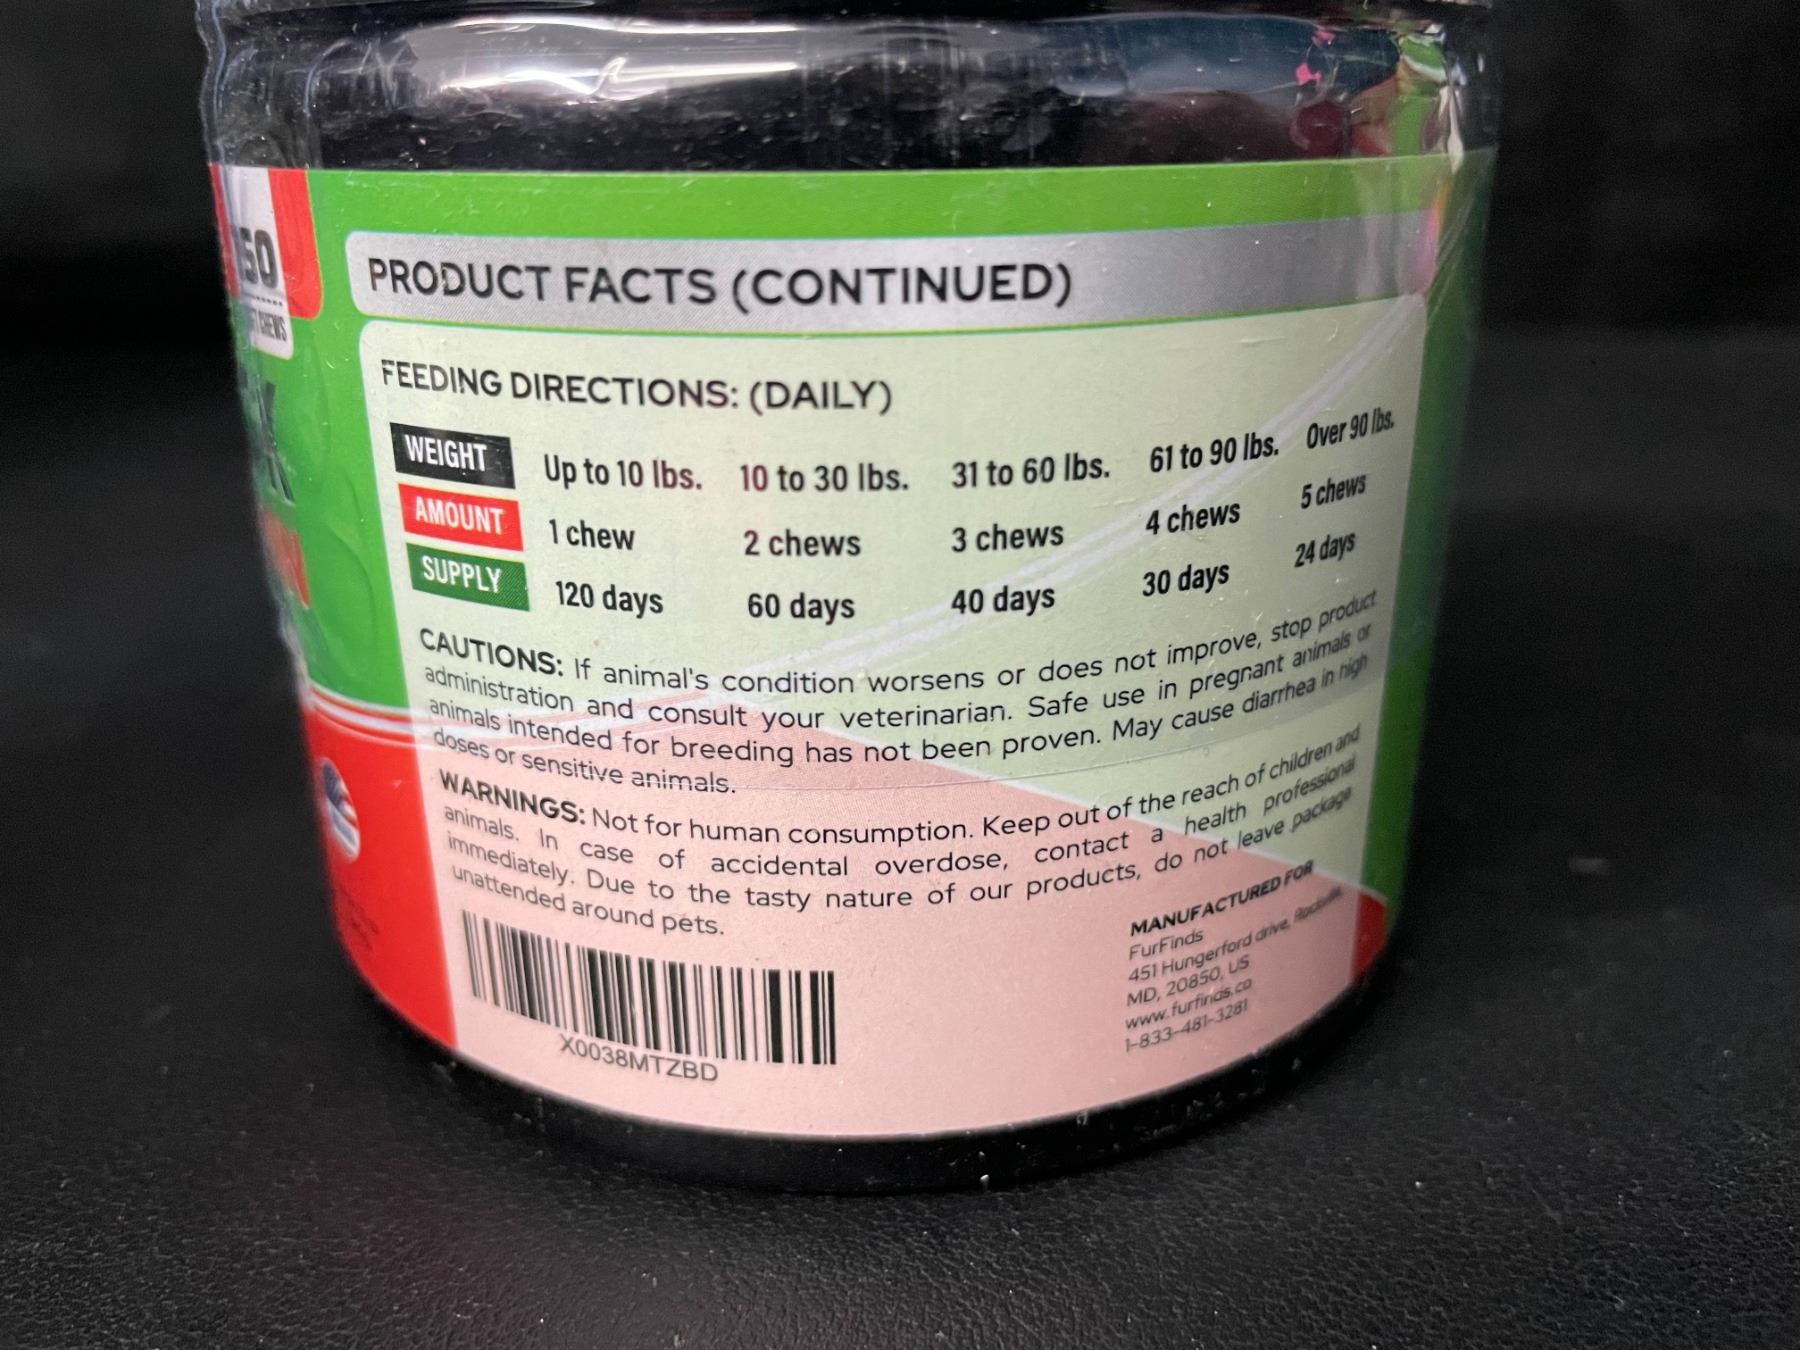 150
PRODUCT FACTS (CONTINUED)
FEEDING DIRECTIONS: (DAILY)
WEIGHT Up to 10 lbs. 10 to 30 lbs. 31 to 60 lbs. 61 to 90 lbs. Over 90 lbs.
AMOUNT 1 chew 2 chews 3 chews 4 chews 5 chews
SUPPLY 120 days 60 days 40 days 30 days 24 days
CAUTIONS: If animal's condition worsens or does not improve, stop product
administration and consult your veterinarian. Safe use in pregnant animals or
animals intended for breeding has not been proven. May cause diarrhea in high
doses or sensitive animals.
WARNINGS: Not for human consumption. Keep out of the reach of children and
animals. In case of accidental overdose, contact a health professional
immediately. Due to the tasty nature of our products, do not leave package
unattended around pets.
X0038MTZBD
MANUFACTURED FOR
FurFinds
451 Hungerford drive, Rockville,
MD, 20850, US
www.furfinds.co
1-833-481-3281